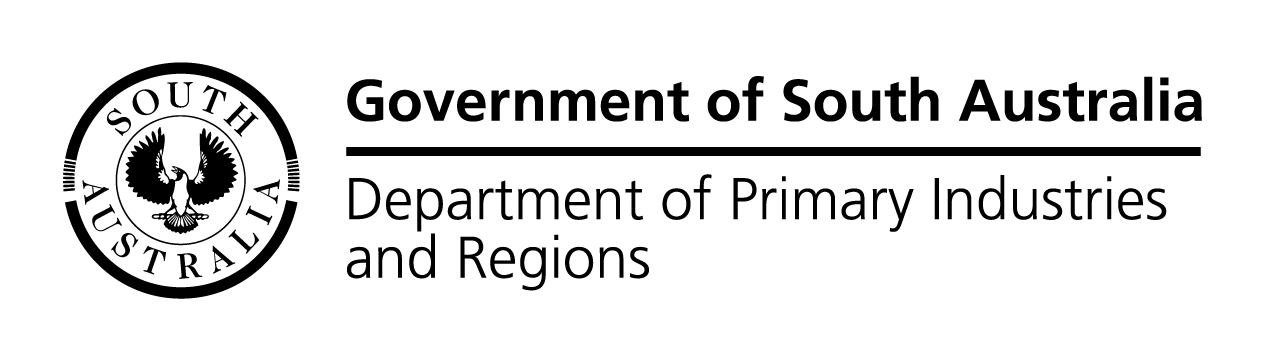 SOUTH
AUSTRALIA
Government of South Australia
Department of Primary Industries
and Regions